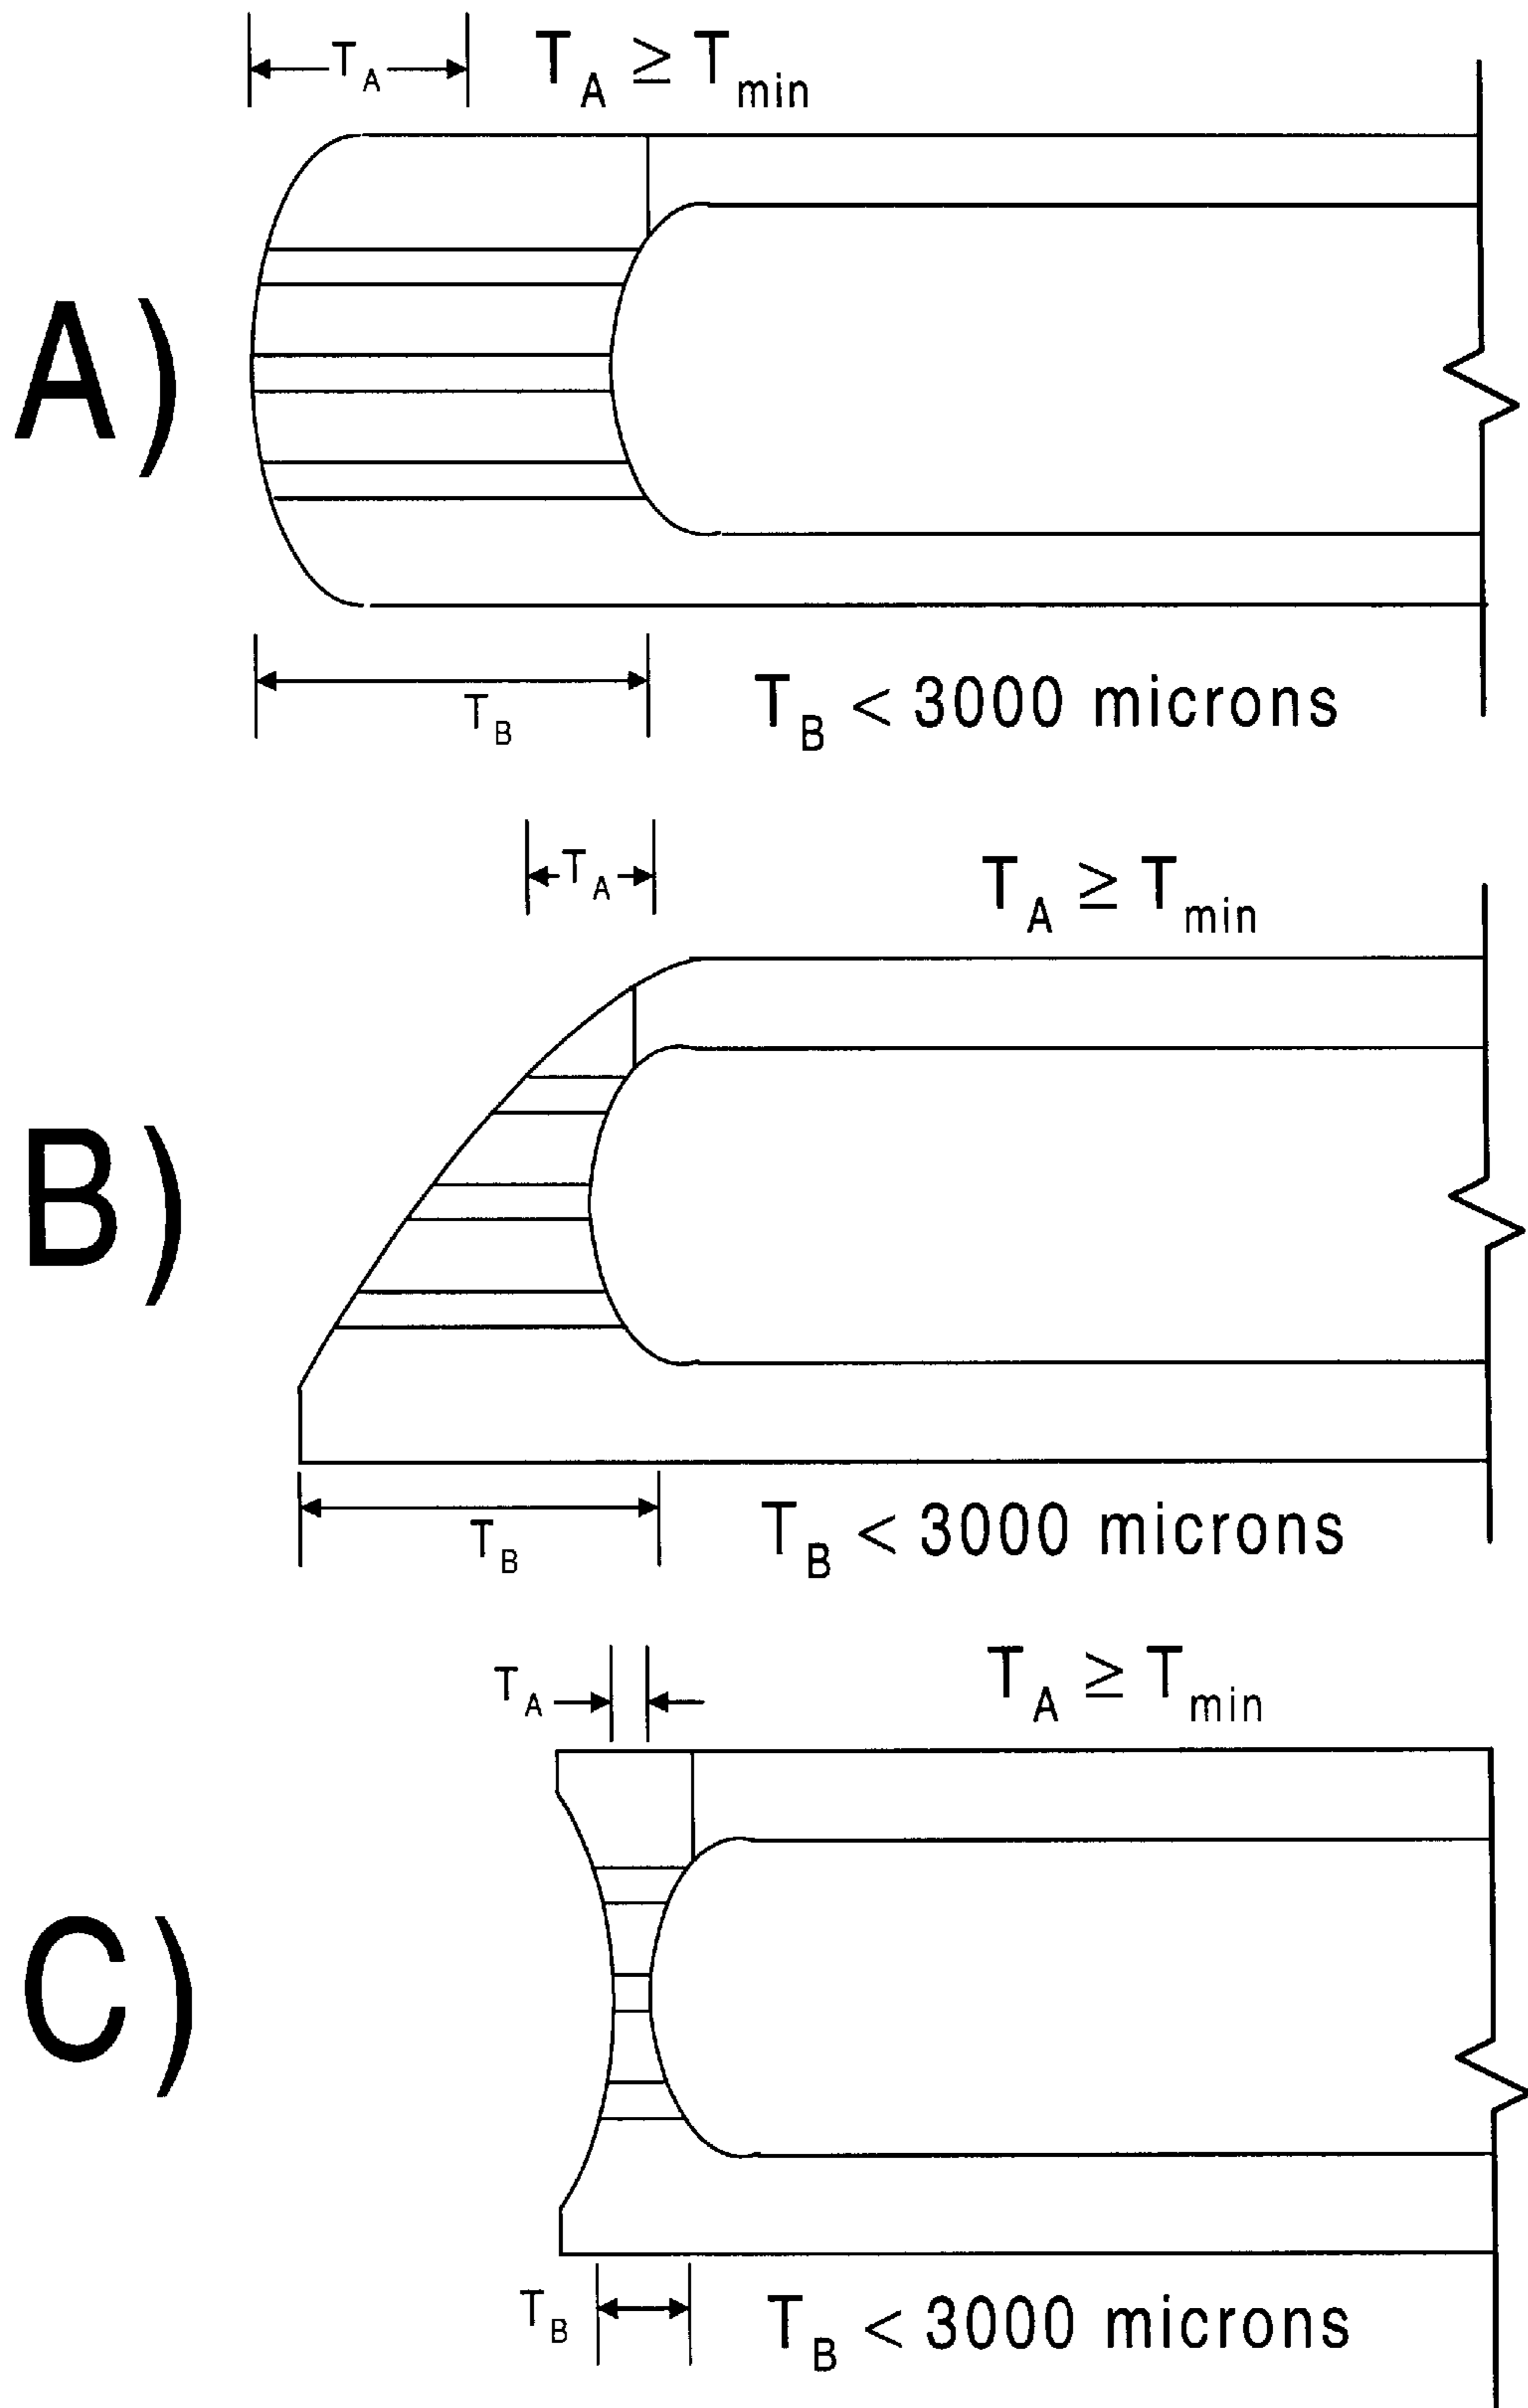 T_A T_A ≥ T_min
A)
T_B T_B < 3000 microns
T_A T_A ≥ T_min
B)
T_B T_B < 3000 microns
T_A T_A ≥ T_min
C)
T_B T_B < 3000 microns